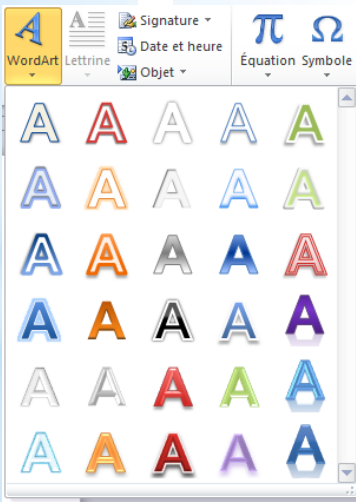 Signature
Date et heure
Objet
WordArt
Lettrine
Équation
Symbole
π Ω
A A
A A A A A
A A A A A
A A A A A
A A A A A
A A A A A
A A A A A